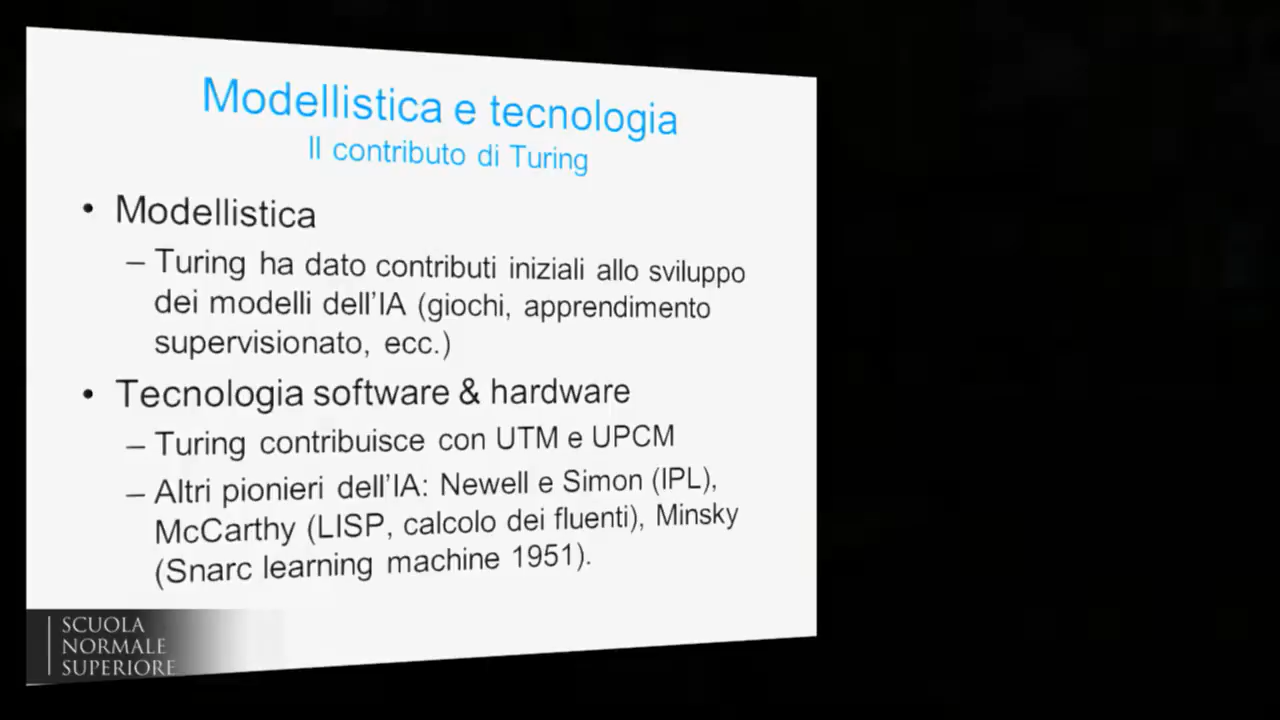 Modellistica e tecnologia
Il contributo di Turing
• Modellistica
– Turing ha dato contributi iniziali allo sviluppo
dei modelli dell'IA (giochi, apprendimento
supervisionato, ecc.)
• Tecnologia software & hardware
– Turing contribuisce con UTM e UPCM
– Altri pionieri dell'IA: Newell e Simon (IPL),
McCarthy (LISP, calcolo dei fluenti), Minsky
(Snarc learning machine 1951).
SCUOLA
NORMALE
SUPERIORE